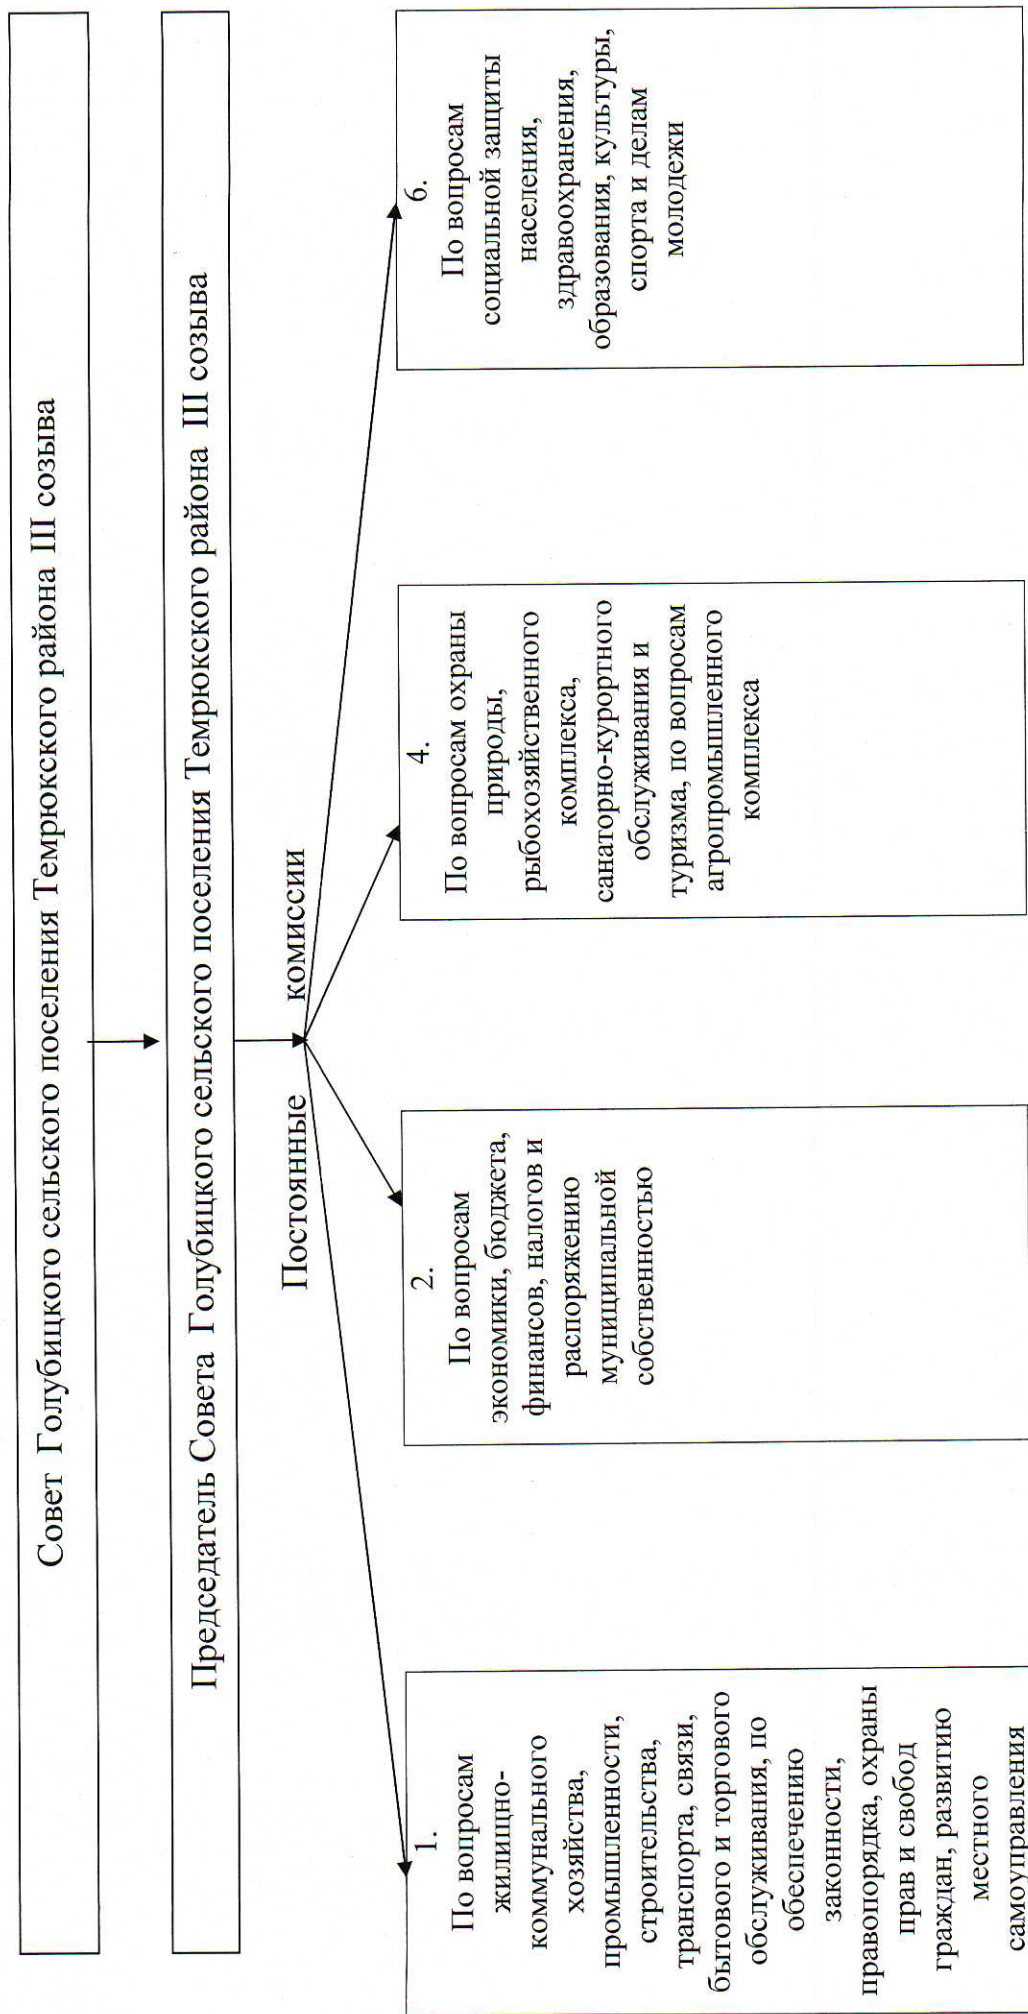 Совет Голубицкого сельского поселения Темрюкского района III созыва
Председатель Совета Голубицкого сельского поселения Темрюкского района III созыва
Постоянные комиссии
1.
По вопросам
жилищно-
коммунального
хозяйства,
промышленности,
строительства,
транспорта, связи,
бытового и торгового
обслуживания, по
обеспечению
законности,
правопорядка, охраны
прав и свобод
граждан, развитию
местного
самоуправления
2.
По вопросам
экономики, бюджета,
финансов, налогов и
распоряжению
муниципальной
собственностью
4.
По вопросам охраны
природы,
рыбохозяйственного
комплекса,
санаторно-курортного
обслуживания и
туризма, по вопросам
агропромышленного
комплекса
6.
По вопросам
социальной защиты
населения,
здравоохранения,
образования, культуры,
спорта и делам
молодежи